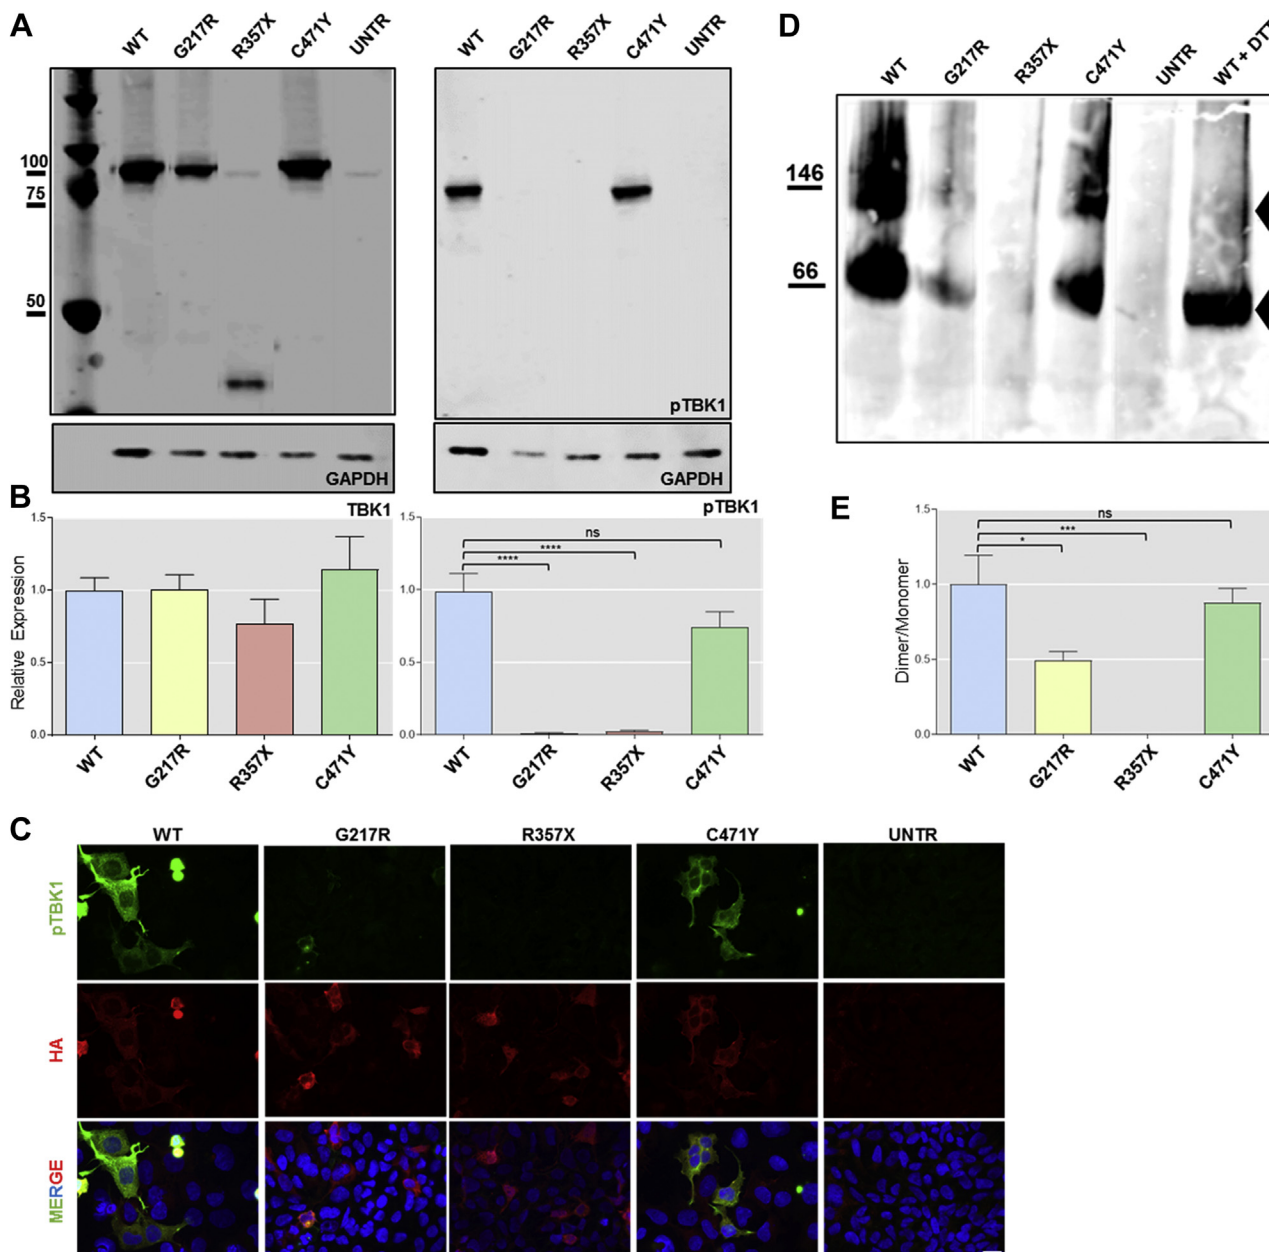 A
WT G217R R357X C471Y UNTR
100
75
50
GAPDH
WT G217R R357X C471Y UNTR
pTBK1
GAPDH
B
TBK1
Relative Expression
1.5
1.0
0.5
0.0
WT G217R R357X C471Y
pTBK1
1.5
1.0
0.5
0.0
ns
****
****
WT G217R R357X C471Y
C
WT G217R R357X C471Y UNTR
pTBK1
HA
MERGE
D
WT G217R R357X C471Y UNTR WT + DTT
146
66
E
Dimer/Monomer
1.5
1.0
0.5
0.0
ns
***
*
WT G217R R357X C471Y